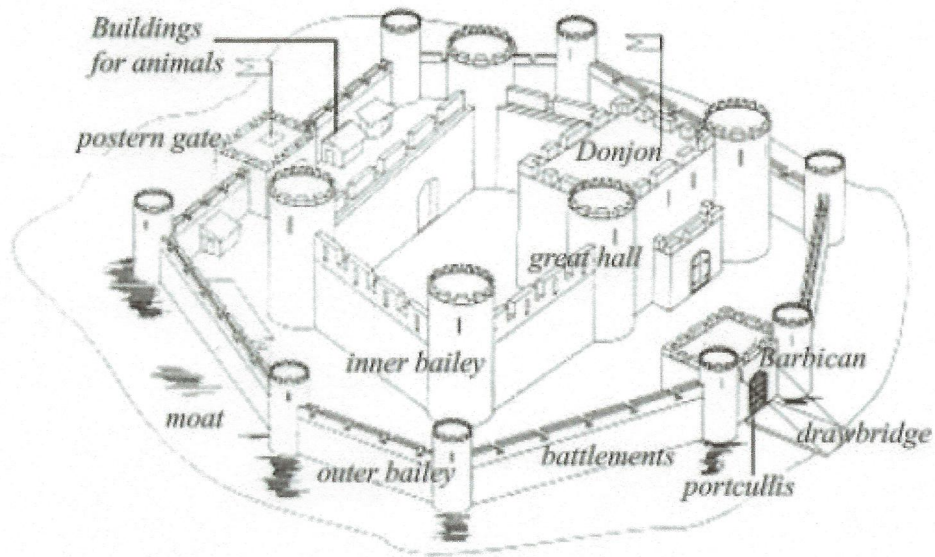 Buildings
for animals
postern gate
Donjon
great hall
inner bailey
Barbican
moat
drawbridge
battlements
outer bailey
portcullis